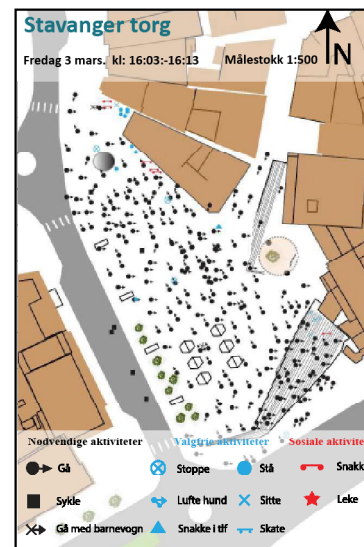 Stavanger torg
Fredag 3 mars. kl: 16:03:-16:13 Målestokk 1:500
N
Nødvendige aktiviteter Valgfrie aktiviteter Sosiale aktivite
Gå Stoppe Stå Snakk
Sykle Lufte hund Sitte Leke
Gå med barnevogn Snakke i tlf Skate